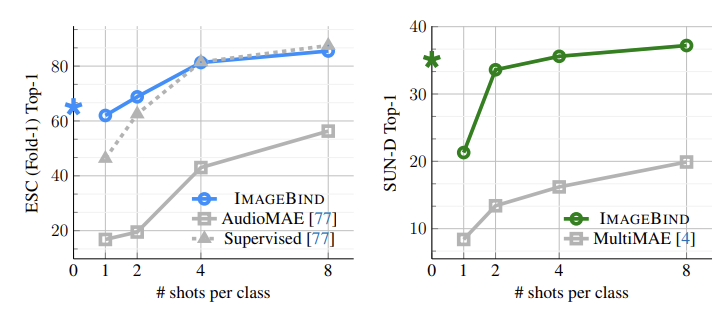 ESC (Fold-1) Top-1
80
60
40
20
0 1 2 4 8
# shots per class
IMAGEBIND
AudioMAE [77]
Supervised [77]
SUN-D Top-1
40
30
20
10
0 1 2 4 8
# shots per class
IMAGEBIND
MultiMAE [4]